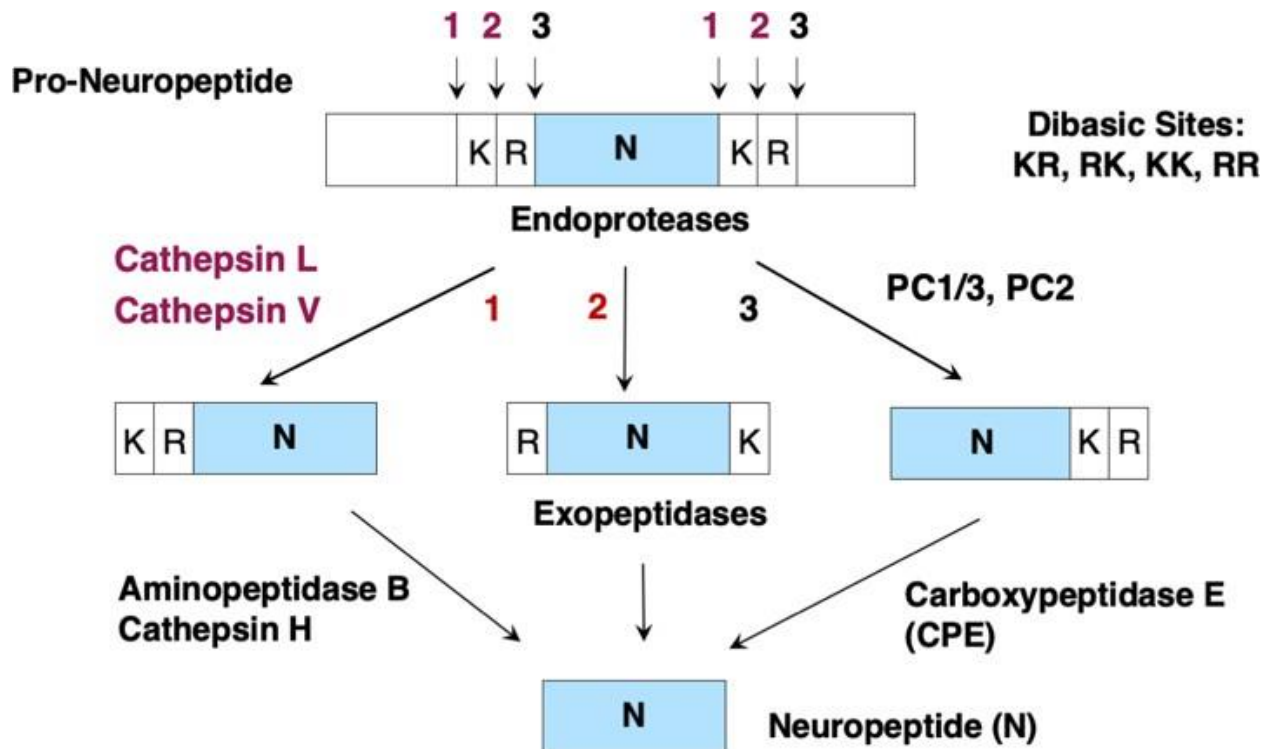 1 2 3 1 2 3
Pro-Neuropeptide
K R N K R
Dibasic Sites:
KR, RK, KK, RR
Endoproteases
Cathepsin L
Cathepsin V
1 2 3
PC1/3, PC2
K R N
R N K
N K R
Exopeptidases
Aminopeptidase B
Cathepsin H
Carboxypeptidase E
(CPE)
N
Neuropeptide (N)